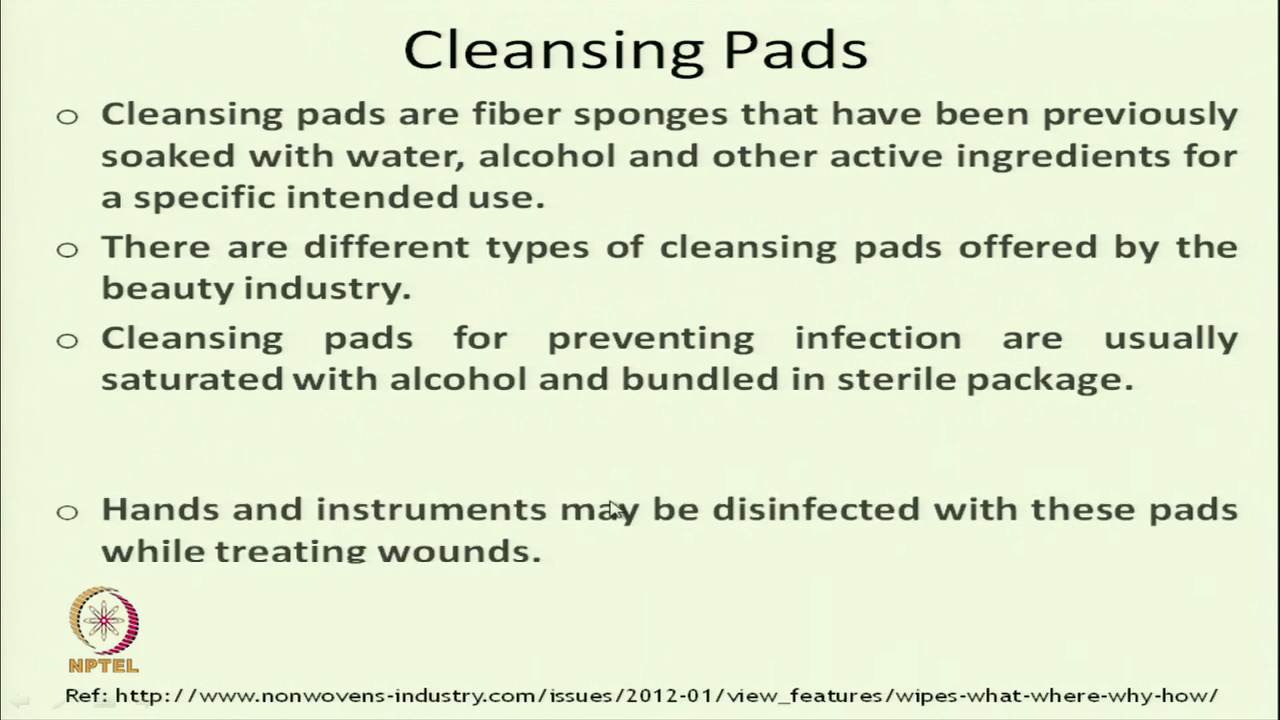 Cleansing Pads
○ Cleansing pads are fiber sponges that have been previously
soaked with water, alcohol and other active ingredients for
a specific intended use.
○ There are different types of cleansing pads offered by the
beauty industry.
○ Cleansing pads for preventing infection are usually
saturated with alcohol and bundled in sterile package.
○ Hands and instruments may be disinfected with these pads
while treating wounds.
NPTEL
Ref: http://www.nonwovens-industry.com/issues/2012-01/view_features/wipes-what-where-why-how/